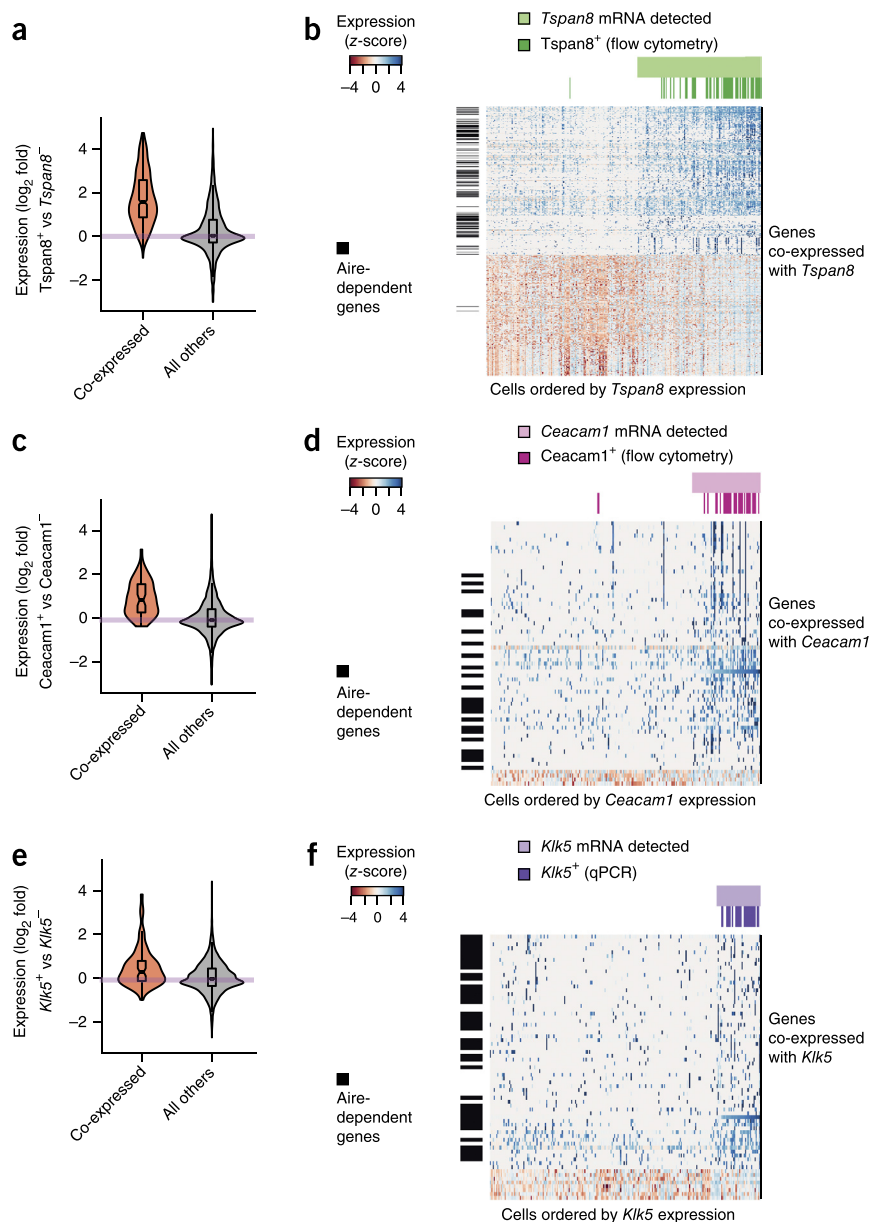 a
Expression (log2 fold)
Tspan8+ vs Tspan8−
4
2
0
−2
Co-expressed
All others
b
Expression
(z-score)
−4 0 4
Tspan8 mRNA detected
Tspan8+ (flow cytometry)
Aire-
dependent
genes
Genes
co-expressed
with Tspan8
Cells ordered by Tspan8 expression
c
Expression (log2 fold)
Ceacam1+ vs Ceacam1−
4
2
0
−2
Co-expressed
All others
d
Expression
(z-score)
−4 0 4
Ceacam1 mRNA detected
Ceacam1+ (flow cytometry)
Aire-
dependent
genes
Genes
co-expressed
with Ceacam1
Cells ordered by Ceacam1 expression
e
Expression (log2 fold)
Klk5+ vs Klk5−
4
2
0
−2
Co-expressed
All others
f
Expression
(z-score)
−4 0 4
Klk5 mRNA detected
Klk5+ (qPCR)
Aire-
dependent
genes
Genes
co-expressed
with Klk5
Cells ordered by Klk5 expression